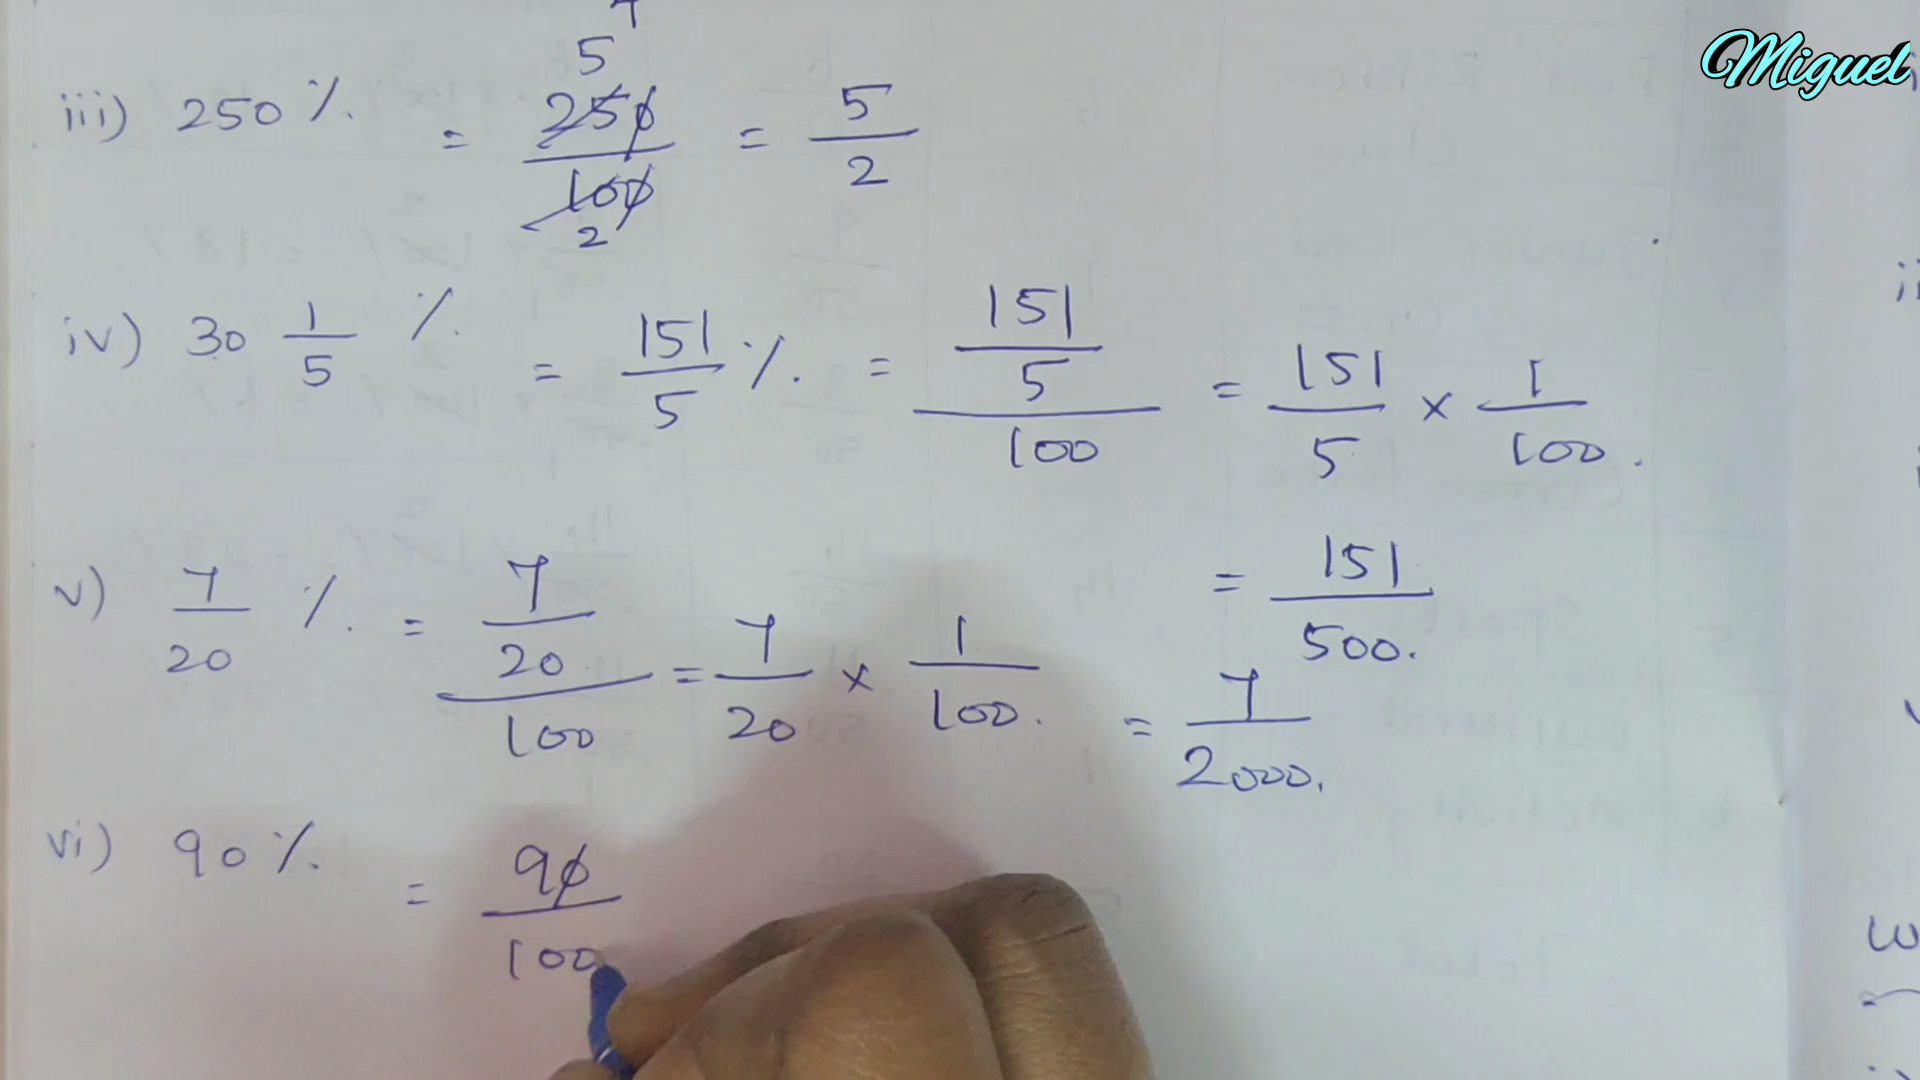 Miguel
iii) 250 % = 250/100 = 5/2
5
2
iv) 30 1/5 % = 151/5 % = 151/5/100 = 151/5 × 1/100.
= 151/500.
v) 7/20 % = 7/20/100 = 7/20 × 1/100. = 7/2000.
vi) 90 % = 90/100